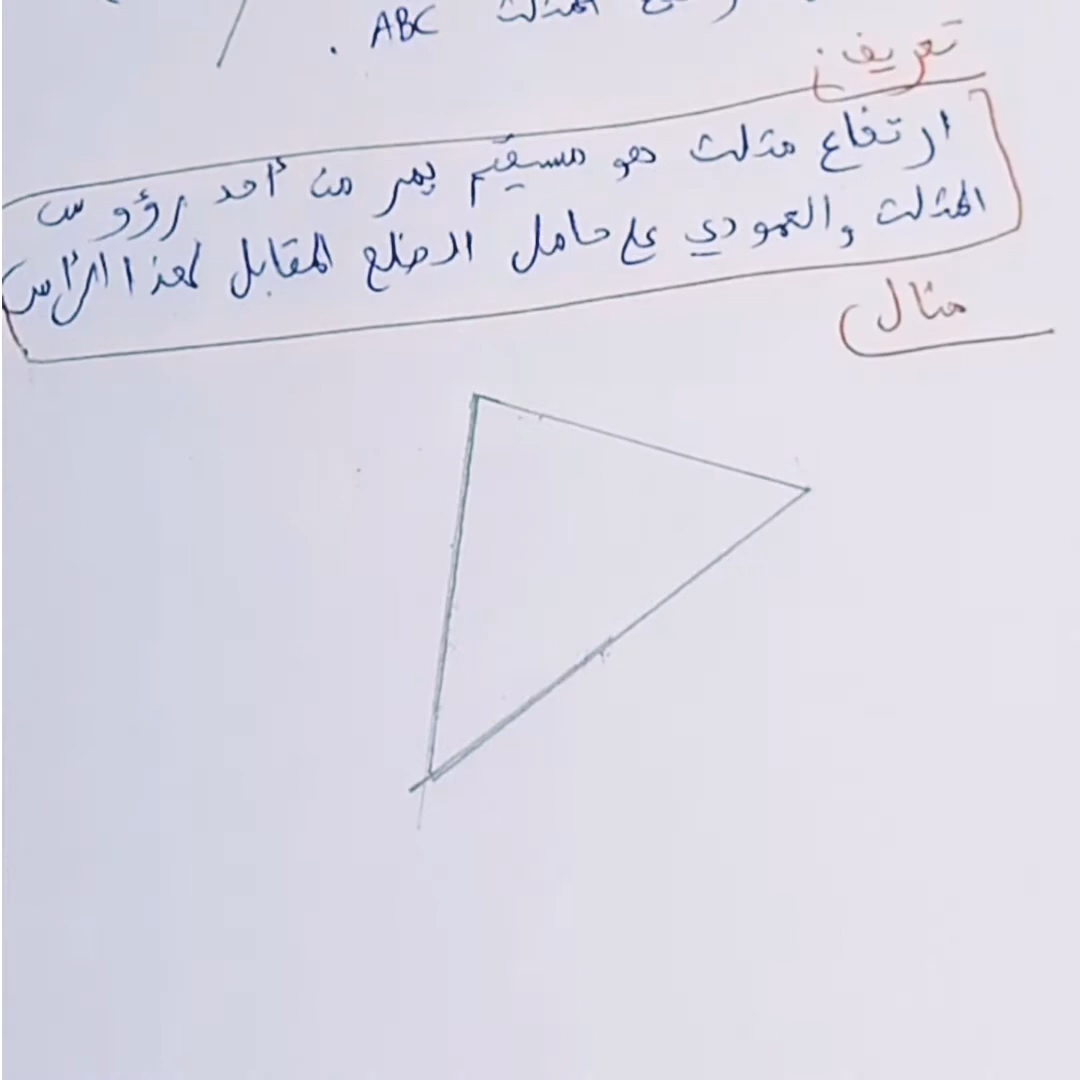 المثلث ABC .
تعريف:
ارتفاع مثلث هو مستقيم يمر من أحد رؤوس
المثلث والعمودي على حامل الضلع المقابل لهذا الرأس
مثال